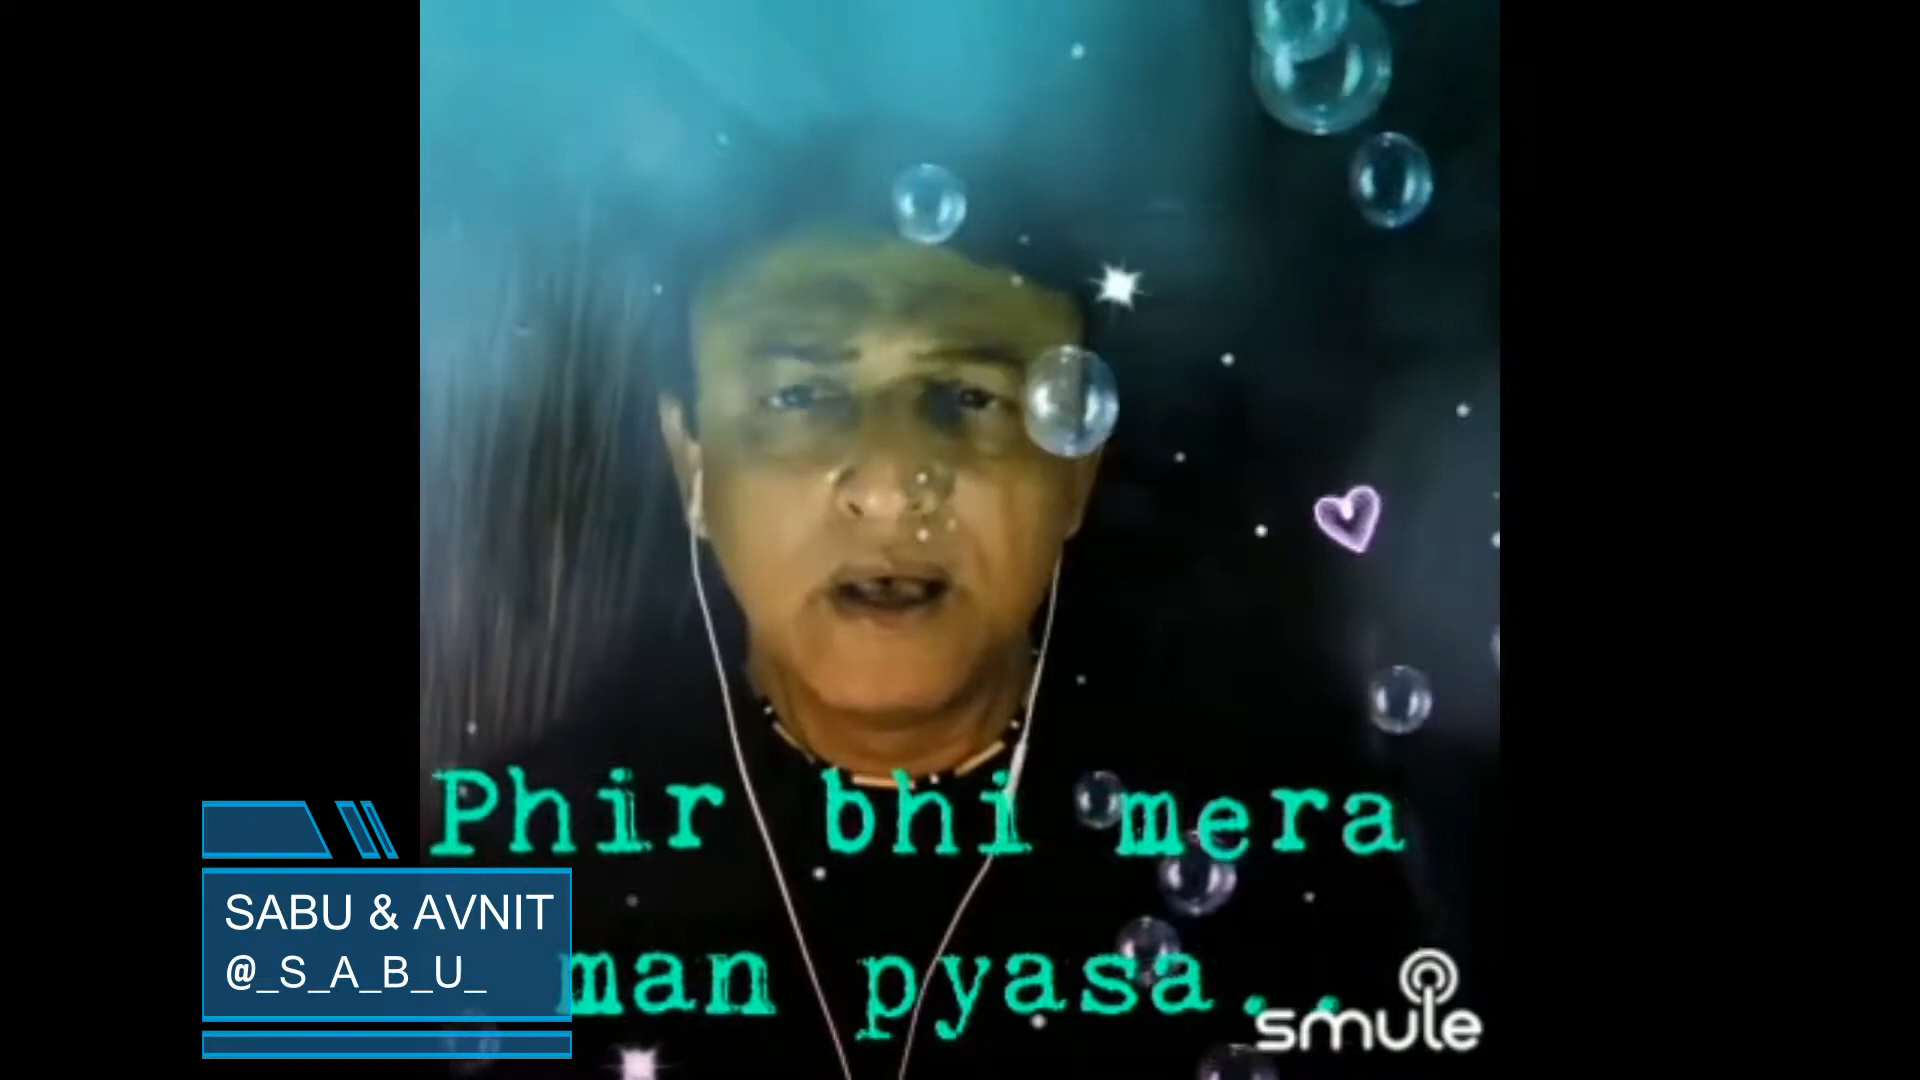 Phir bhi mera
man pyasa..
SABU & AVNIT
@_S_A_B_U_
smule